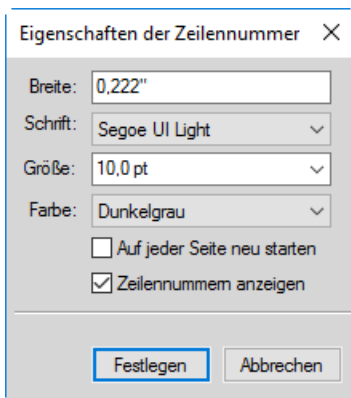 Eigenschaften der Zeilennummer
Breite: 0,222"
Schrift: Segoe UI Light
Größe: 10,0 pt
Farbe: Dunkelgrau
Auf jeder Seite neu starten
Zeilennummern anzeigen
Festlegen Abbrechen